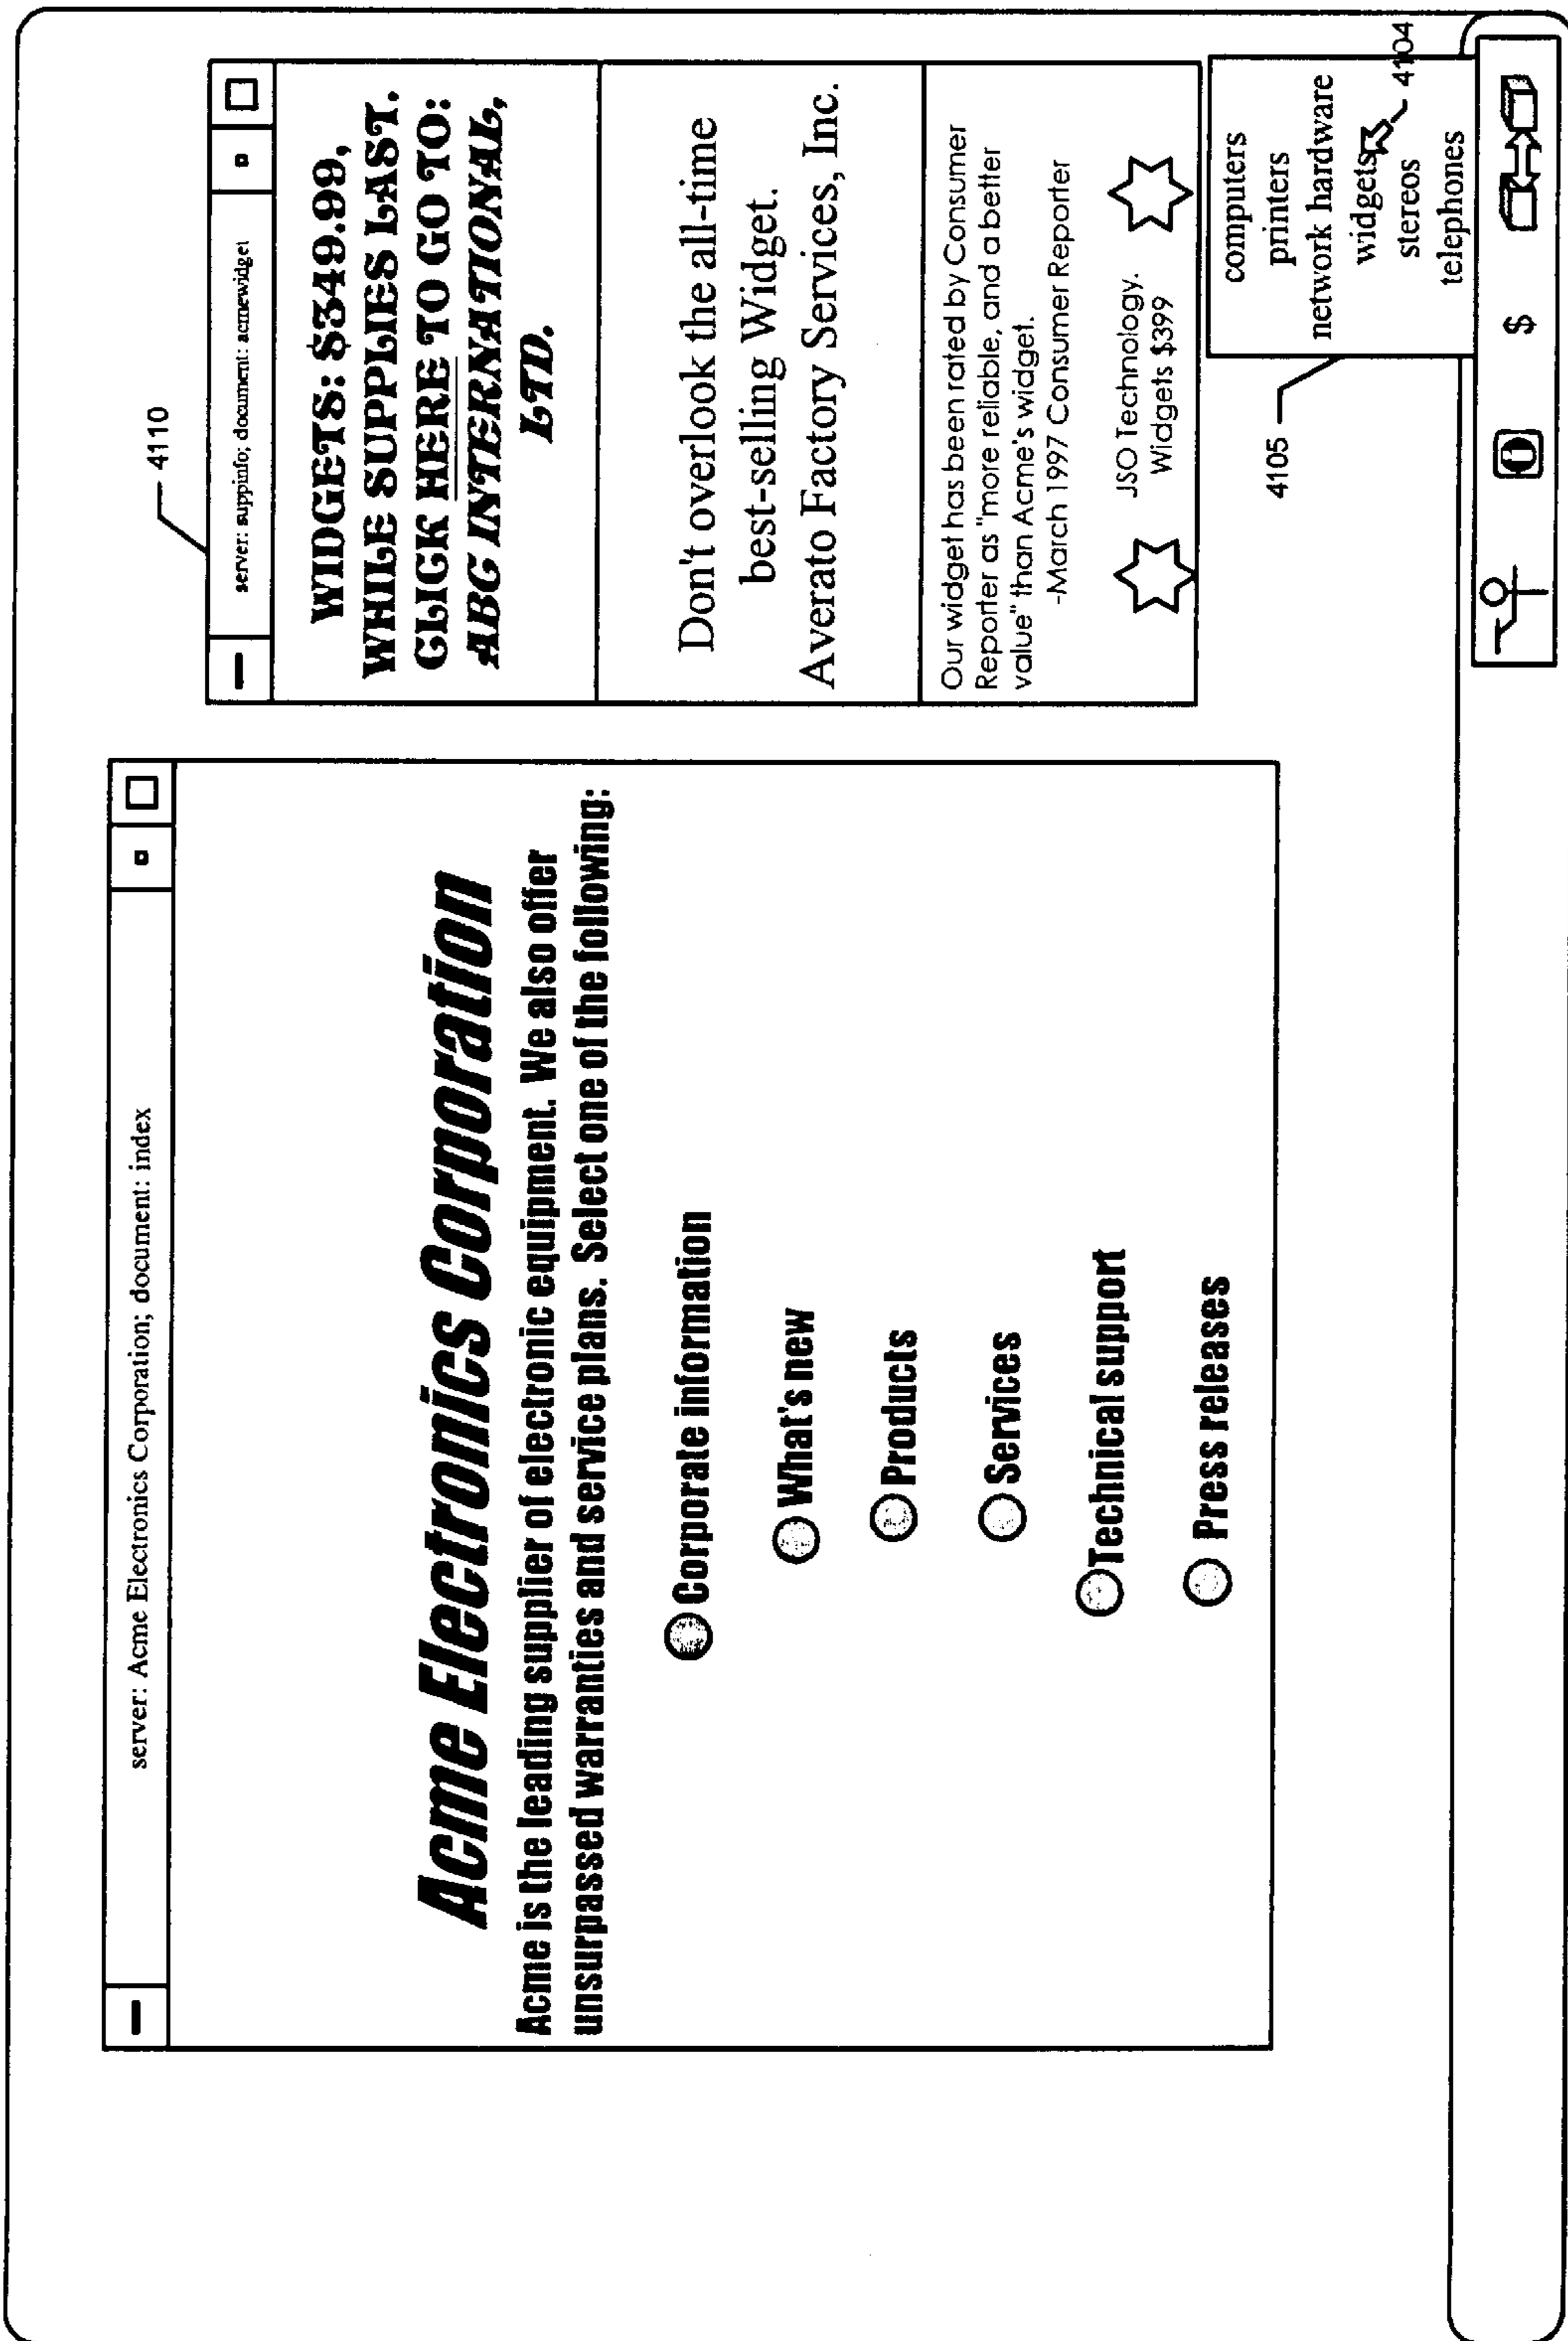 server: Acme Electronics Corporation; document: index
Acme Electronics Corporation
Acme is the leading supplier of electronic equipment. We also offer
unsurpassed warranties and service plans. Select one of the following:
Corporate information
What's new
Products
Services
Technical support
Press releases
4110
server: suppinfo; document: acmewidget
WIDGETS: $349.99,
WHILE SUPPLIES LAST.
CLICK HERE TO GO TO:
ABG INTERNATIONAL,
LTD.
Don't overlook the all-time
best-selling Widget.
Averato Factory Services, Inc.
Our widget has been rated by Consumer
Reporter as "more reliable, and a better
value" than Acme's widget.
-March 1997 Consumer Reporter
JSO Technology.
Widgets $399
4105
computers
printers
network hardware
widgets
stereos
telephones
4104
i
$